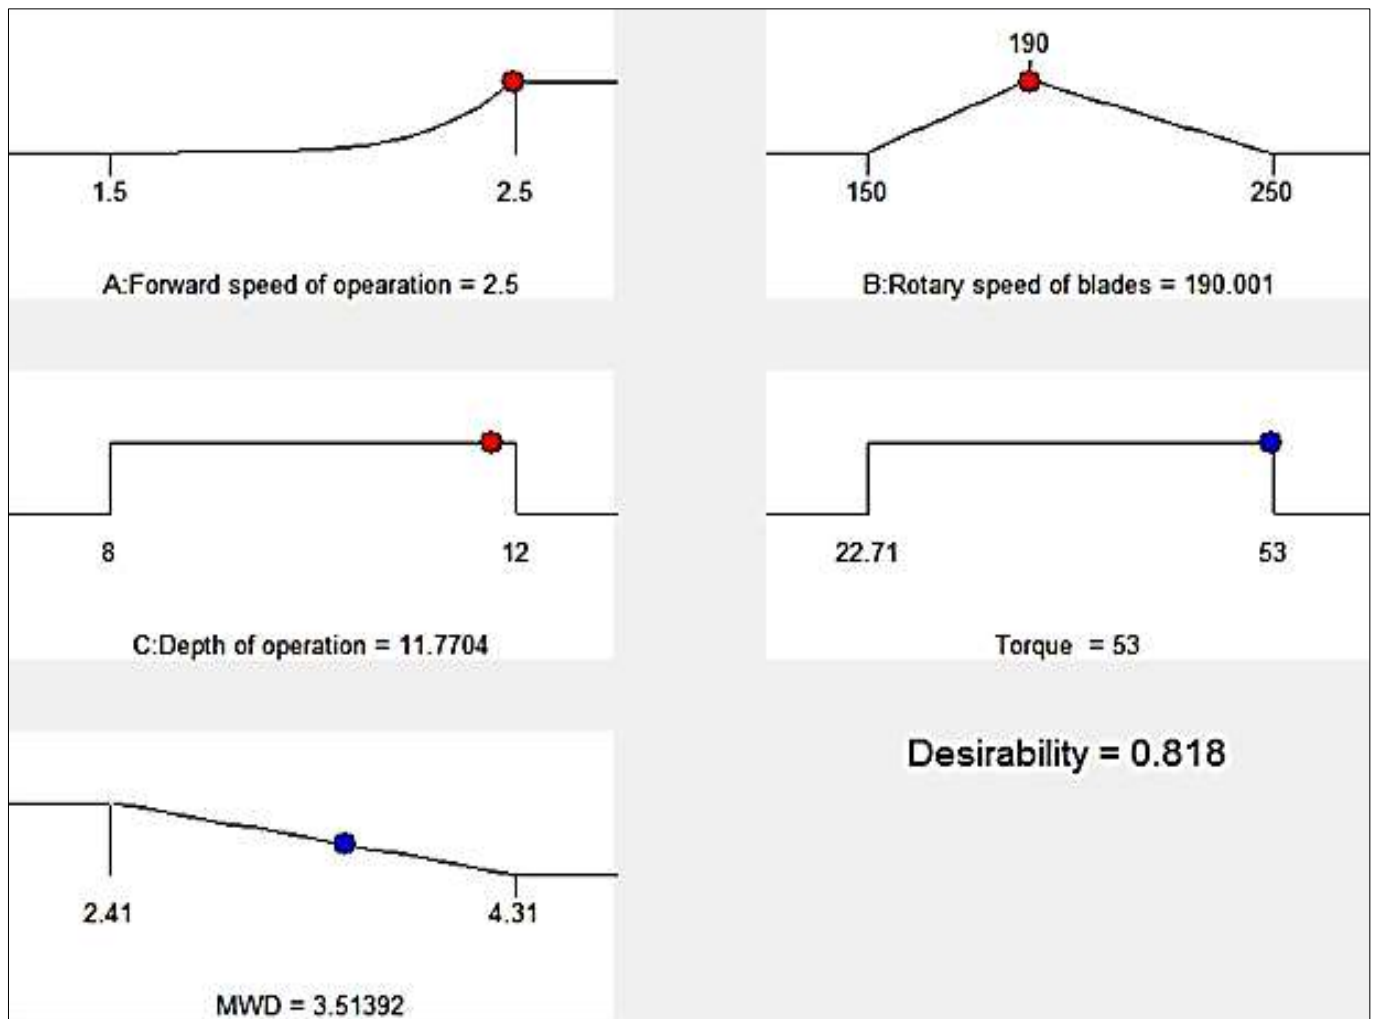 190
1.5 2.5
150 250
A:Forward speed of opearation = 2.5
B:Rotary speed of blades = 190.001
8 12
22.71 53
C:Depth of operation = 11.7704
Torque = 53
Desirability = 0.818
2.41 4.31
MWD = 3.51392